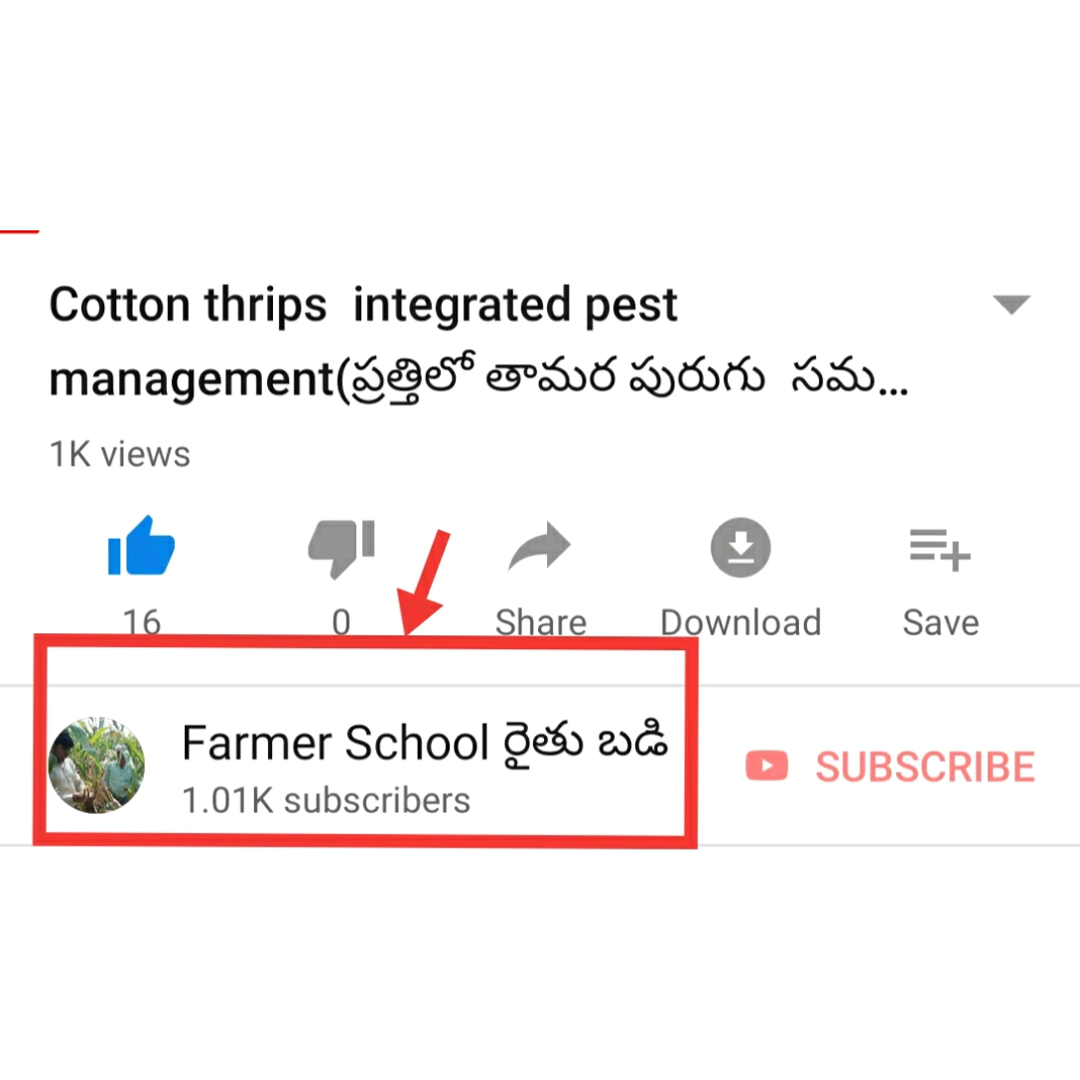 Cotton thrips  integrated pest
management(ప్రత్తిలో తామర పురుగు  సమ...
1K views
16 0 Share Download Save
Farmer School రైతు బడి
1.01K subscribers
SUBSCRIBE